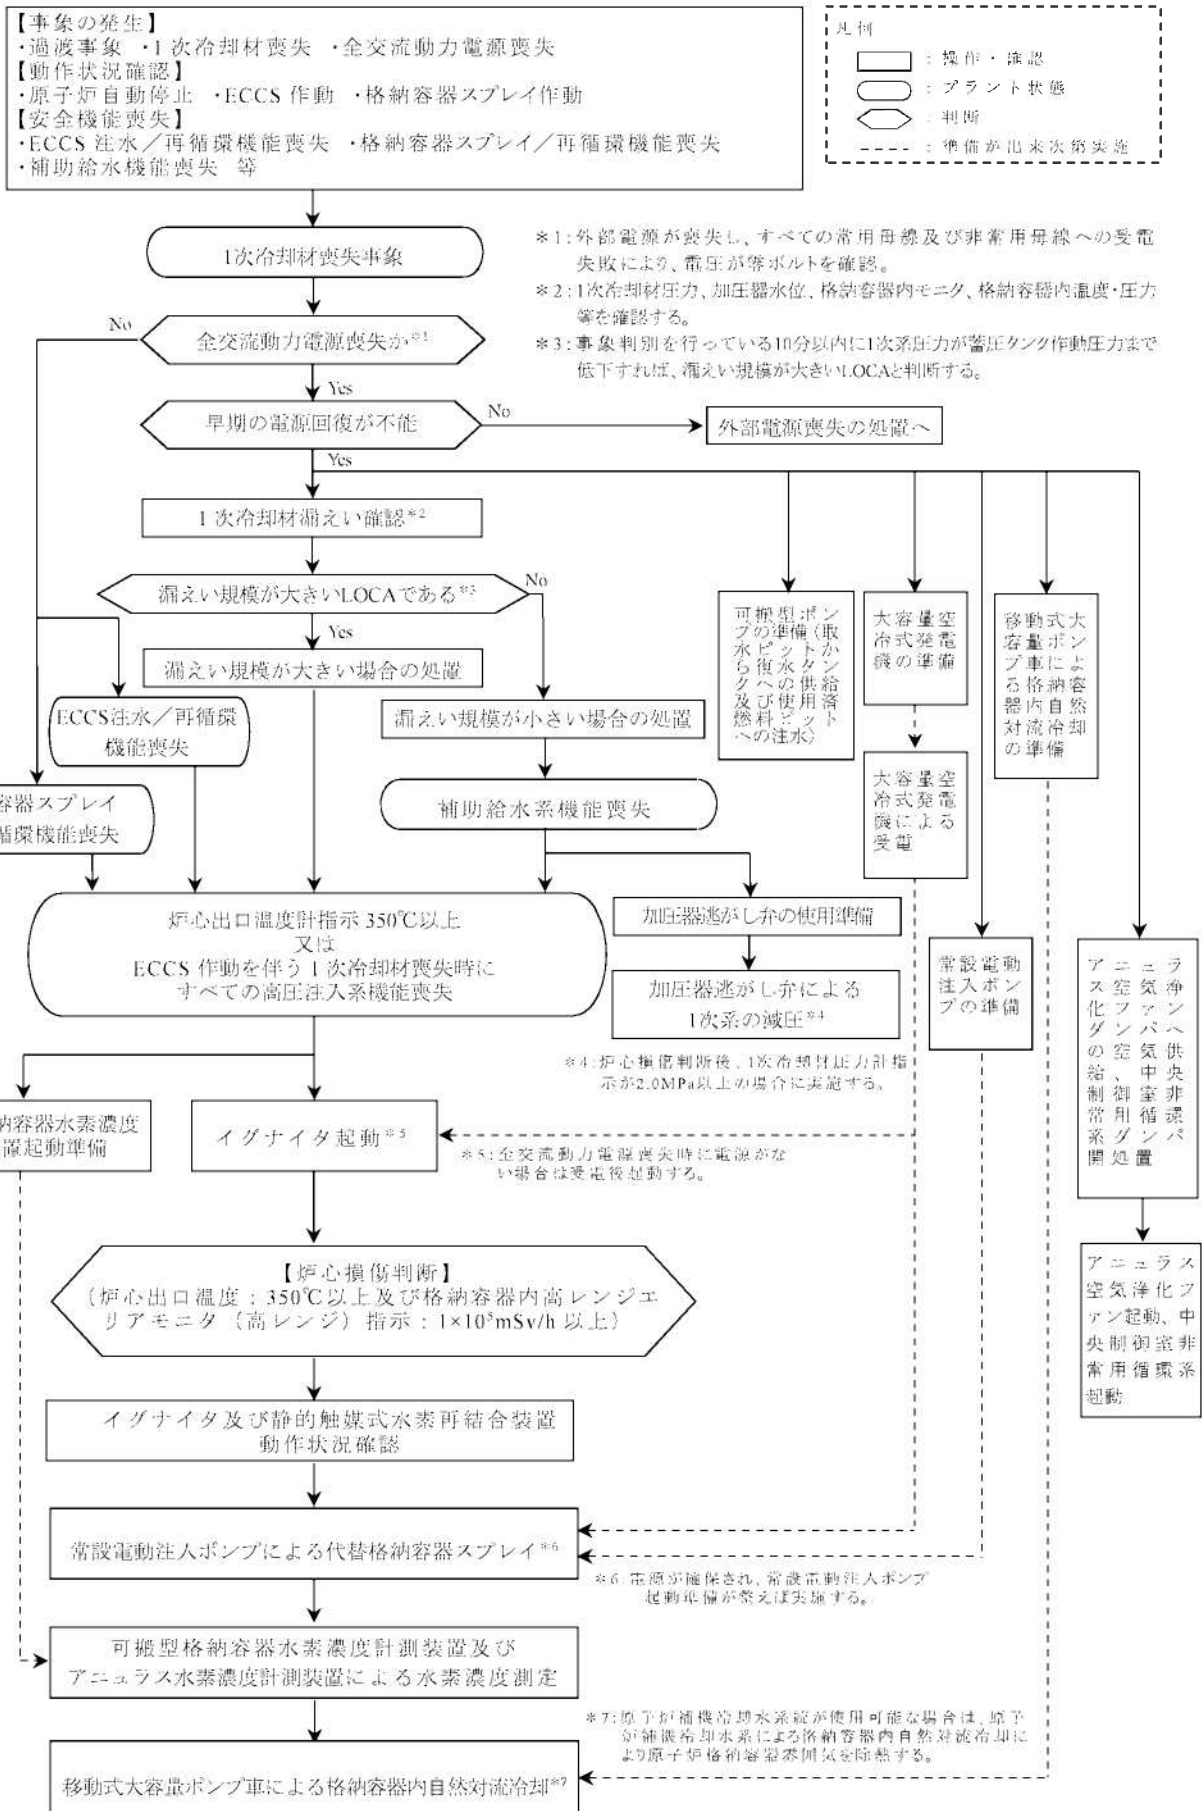 【事象の発生】
・過渡事象 ・1次冷却材喪失 ・全交流動力電源喪失
【動作状況確認】
・原子炉自動停止 ・ECCS 作動 ・格納容器スプレイ作動
【安全機能喪失】
・ECCS 注水／再循環機能喪失 ・格納容器スプレイ／再循環機能喪失
・補助給水機能喪失 等
凡例
：操作・確認
：プラント状態
：判断
：準備が出来次第実施
1次冷却材喪失事象
*1：外部電源が喪失し、すべての常用母線及び非常用母線への受電
失敗により、電圧が零ボルトを確認。
*2：1次冷却材圧力、加圧器水位、格納容器内モニタ、格納容器内温度・圧力
等を確認する。
*3：事象判別を行っている10分以内に1次系圧力が蓄圧タンク作動圧力まで
低下すれば、漏えい規模が大きいLOCAと判断する。
No
全交流動力電源喪失か*1
Yes
早期の電源回復が不能
No
外部電源喪失の処置へ
Yes
1 次冷却材漏えい確認*2
漏えい規模が大きいLOCAである*3
No
Yes
漏えい規模が大きい場合の処置
可搬型ポン
プの準備（取
水ピットか
ら復水タン
クへの供給
及び使用済
燃料ピット
への注水）
大容量空
冷式発電
機の準備
移動式大
容量ポン
プ車によ
る格納容
器内自然
対流冷却
の準備
ECCS注水／再循環
機能喪失
漏えい規模が小さい場合の処置
大容量空
冷式発電
機による
受電
容器スプレイ
循環機能喪失
補助給水系機能喪失
炉心出口温度計指示 350℃以上
又は
ECCS 作動を伴う 1 次冷却材喪失時に
すべての高圧注入系機能喪失
加圧器逃がし弁の使用準備
加圧器逃がし弁による
1次系の減圧*4
常設電動
注入ポン
プの準備
アニュラ
ス空気浄
化ファン
ダンパへ
の空気供
給、中央
制御室非
常用循環
系ダンパ
開処置
*4：炉心損傷判断後、1次冷却材圧力計指
示が2.0MPa以上の場合に実施する。
納容器水素濃度
置起動準備
イグナイタ起動*5
*5：全交流動力電源喪失時に電源がな
い場合は受電後起動する。
アニュラス
空気浄化フ
ァン起動、中
央制御室非
常用循環系
起動
【炉心損傷判断】
（炉心出口温度：350℃以上及び格納容器内高レンジエ
リアモニタ（高レンジ）指示：1×10⁵mSv/h 以上）
イグナイタ及び静的触媒式水素再結合装置
動作状況確認
常設電動注入ポンプによる代替格納容器スプレイ*6
*6：電源が確保され、常設電動注入ポンプ
起動準備が整えば実施する。
可搬型格納容器水素濃度計測装置及び
アニュラス水素濃度計測装置による水素濃度測定
*7：原子炉補機冷却水系統が使用可能な場合は、原子
炉補機冷却水系による格納容器内自然対流冷却に
より原子炉格納容器雰囲気を除熱する。
移動式大容量ポンプ車による格納容器内自然対流冷却*7